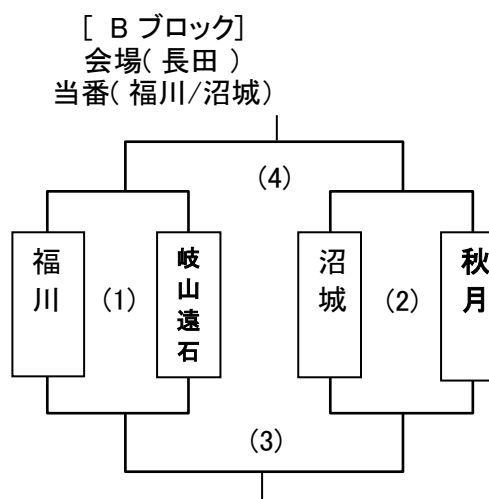 [ B ブロック]
会場( 長田 )
当番( 福川/沼城)
(4)
福川
(1)
岐山遠石
沼城
(2)
秋月
(3)